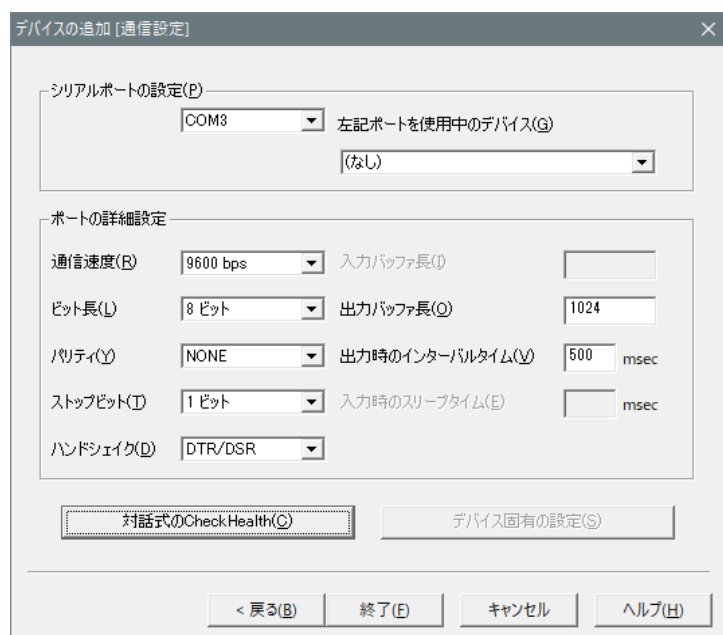 デバイスの追加 [通信設定]
シリアルポートの設定(P)
COM3
左記ポートを使用中のデバイス(G)
(なし)
ポートの詳細設定
通信速度(R) 9600 bps 入力バッファ長(I)
ビット長(L) 8 ビット 出力バッファ長(O) 1024
パリティ(Y) NONE 出力時のインターバルタイム(V) 500 msec
ストップビット(T) 1 ビット 入力時のスリープタイム(E) msec
ハンドシェイク(D) DTR/DSR
対話式のCheckHealth(C) デバイス固有の設定(S)
< 戻る(B) 終了(F) キャンセル ヘルプ(H)